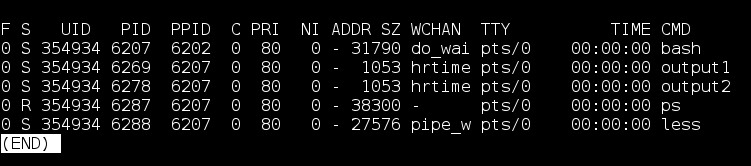 F S    UID   PID  PPID  C PRI  NI ADDR SZ WCHAN  TTY          TIME CMD
0 S 354934 6207  6202  0  80   0 - 31790 do_wai pts/0    00:00:00 bash
0 S 354934 6269  6207  0  80   0 -  1053 hrtime pts/0    00:00:00 output1
0 S 354934 6278  6207  0  80   0 -  1053 hrtime pts/0    00:00:00 output2
0 R 354934 6287  6207  0  80   0 - 38300 -      pts/0    00:00:00 ps
0 S 354934 6288  6207  0  80   0 - 27576 pipe_w pts/0    00:00:00 less
(END)